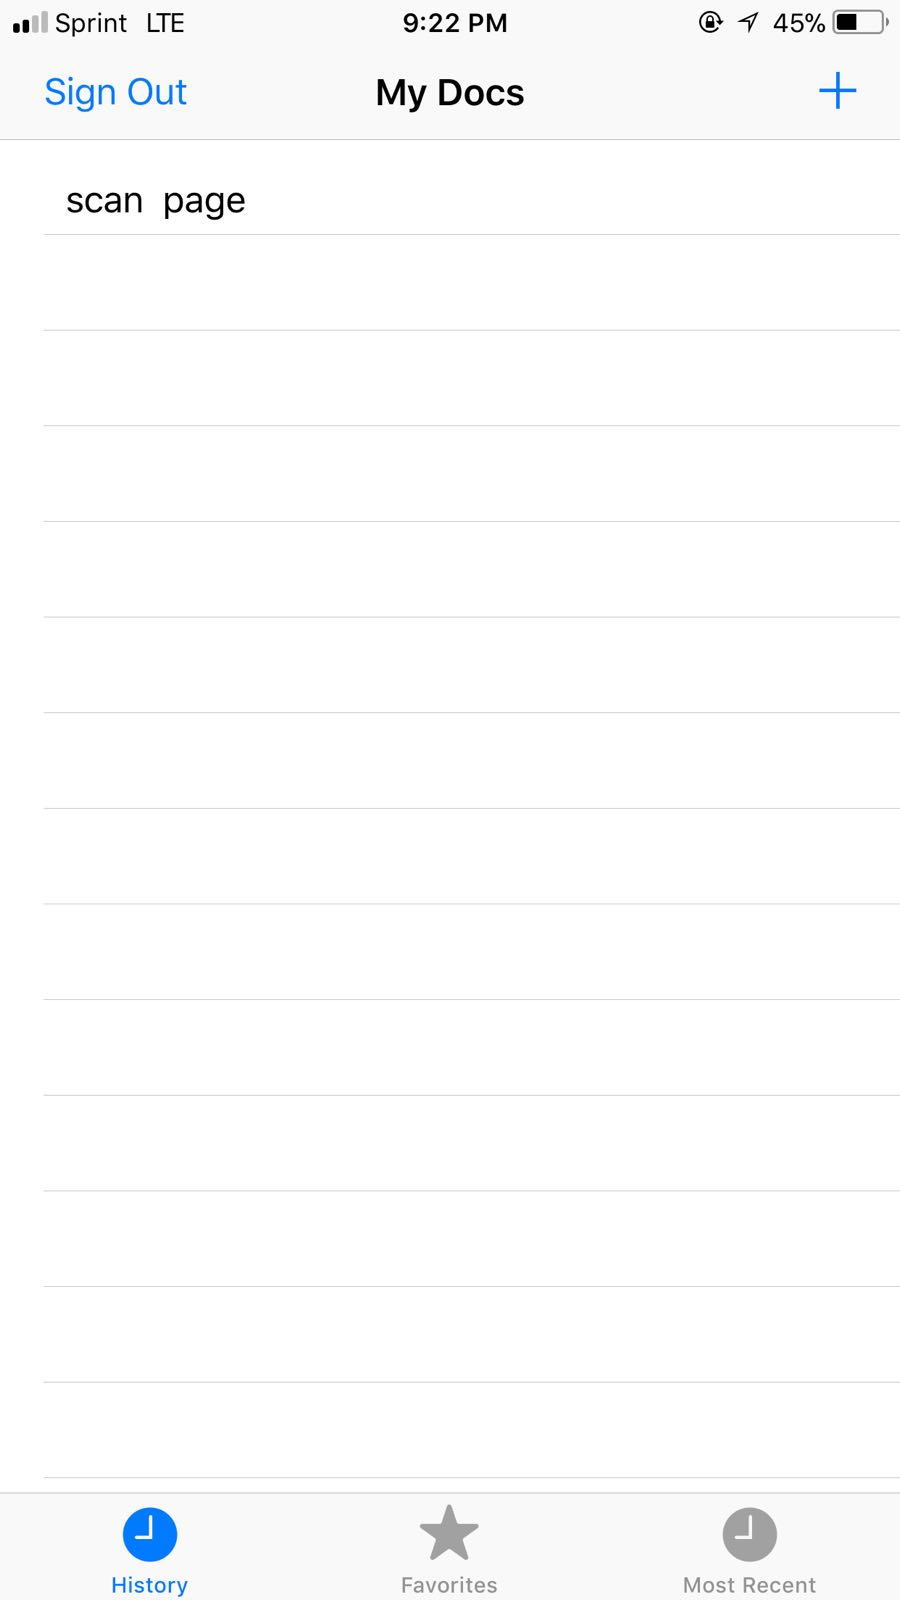 Sprint LTE 9:22 PM 45%
Sign Out My Docs +
scan page
History Favorites Most Recent